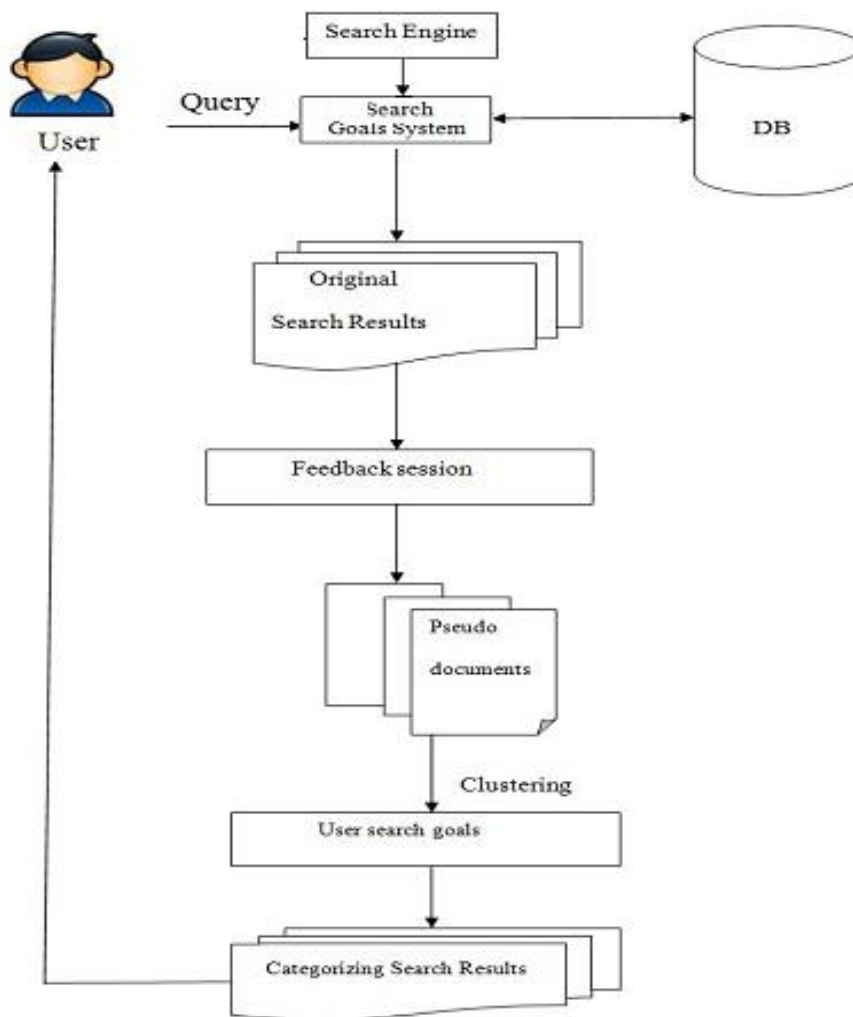 Search Engine
Query
User
Search
Goals System
DB
Original
Search Results
Feedback session
Pseudo
documents
Clustering
User search goals
Categorizing Search Results